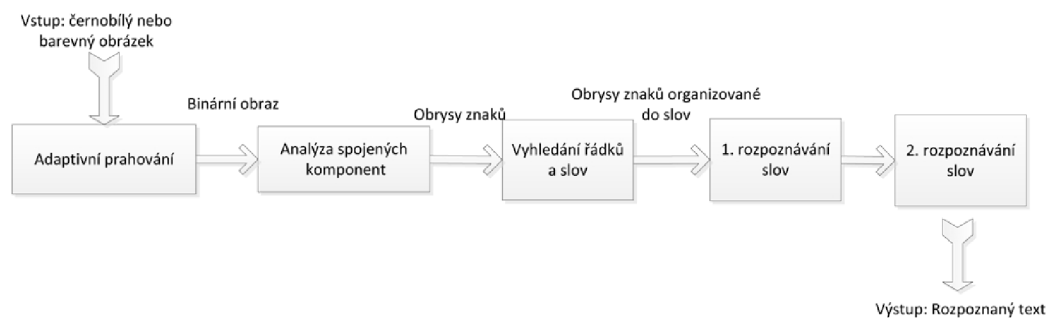 Vstup: černobílý nebo
barevný obrázek
Adaptivní prahování
Binární obraz
Analýza spojených
komponent
Obrysy znaků
Vyhledání řádků
a slov
Obrysy znaků organizované
do slov
1. rozpoznávání
slov
2. rozpoznávání
slov
Výstup: Rozpoznaný text